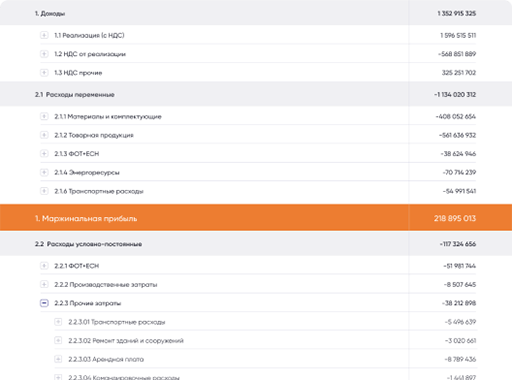 1. Доходы 1 352 915 325
1.1 Реализация (с НДС) 1 596 515 511
1.2 НДС от реализации -568 851 889
1.3 НДС прочие 325 251 702
2.1 Расходы переменные -1 134 020 312
2.1.1 Материалы и комплектующие -408 052 654
2.1.2 Товарная продукция -561 636 932
2.1.3 ФОТ+ЕСН -38 624 946
2.1.4 Энергоресурсы -70 714 239
2.1.6 Транспортные расходы -54 991 541
1. Маржинальная прибыль 218 895 013
2.2 Расходы условно-постоянные -117 324 656
2.2.1 ФОТ+ЕСН -51 981 744
2.2.2 Производственные затраты -8 507 645
2.2.3 Прочие затраты -38 212 898
2.2.3.01 Транспортные расходы -5 496 639
2.2.3.02 Ремонт зданий и сооружений -3 020 661
2.2.3.03 Арендная плата -8 789 436
2.2.3.04 Командировочные расходы -1 441 897